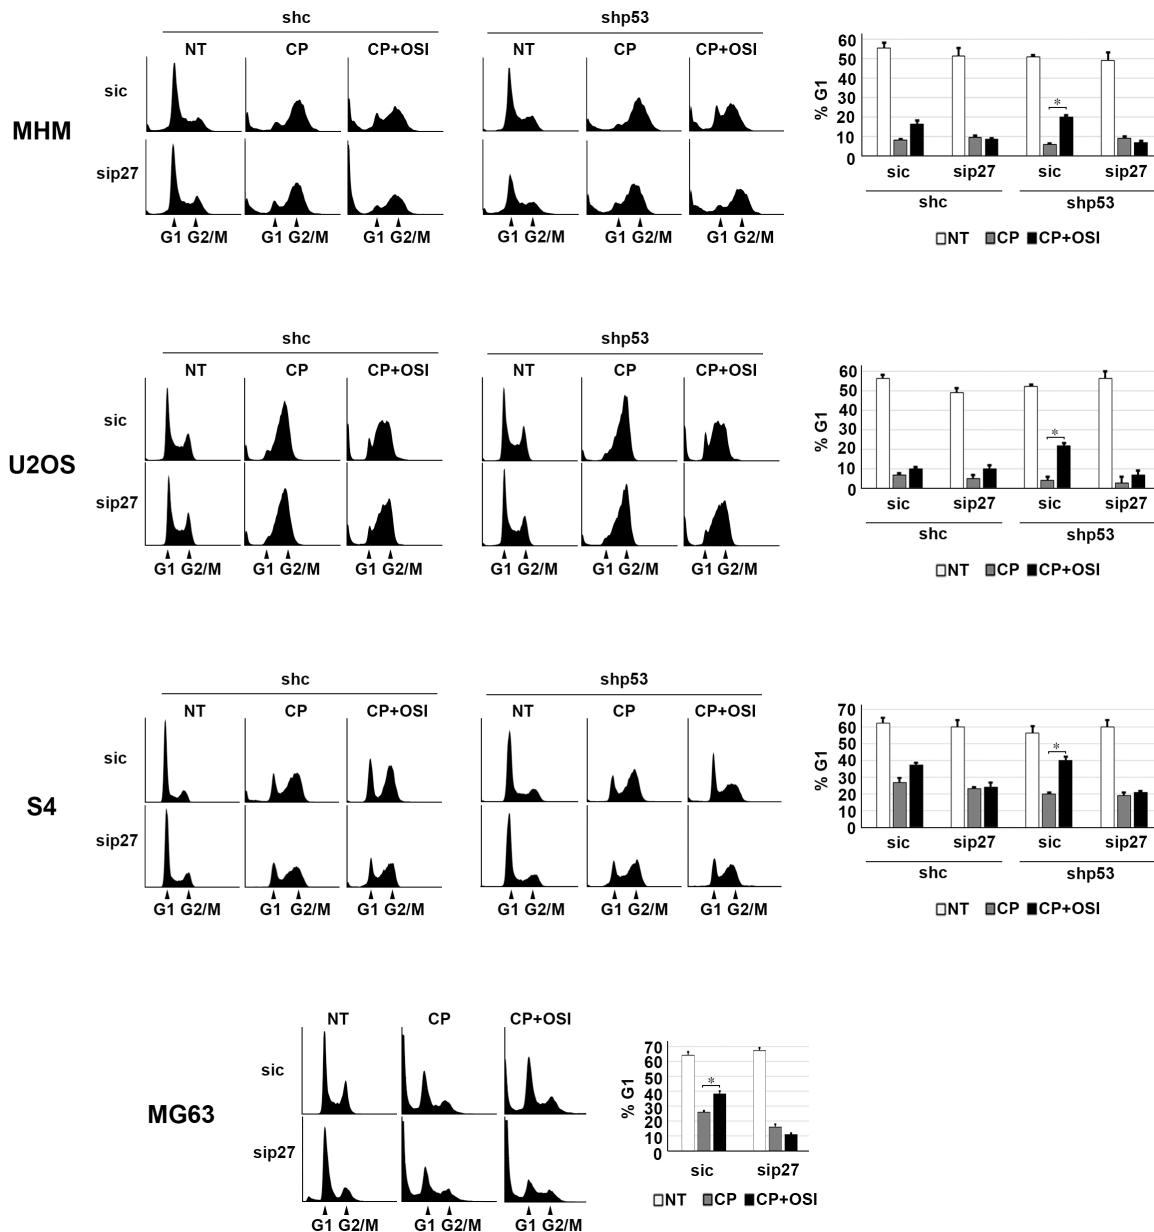 shc shp53
NT CP CP+OSI NT CP CP+OSI
MHM
sic
sip27
G1 G2/M G1 G2/M G1 G2/M G1 G2/M G1 G2/M G1 G2/M
% G1
60
50
40
30
20
10
0
*
sic sip27 sic sip27
shc shp53
NT CP CP+OSI
shc shp53
NT CP CP+OSI NT CP CP+OSI
U2OS
sic
sip27
G1 G2/M G1 G2/M G1 G2/M G1 G2/M G1 G2/M G1 G2/M
% G1
60
50
40
30
20
10
0
*
sic sip27 sic sip27
shc shp53
NT CP CP+OSI
shc shp53
NT CP CP+OSI NT CP CP+OSI
S4
sic
sip27
G1 G2/M G1 G2/M G1 G2/M G1 G2/M G1 G2/M G1 G2/M
% G1
70
60
50
40
30
20
10
0
*
sic sip27 sic sip27
shc shp53
NT CP CP+OSI
NT CP CP+OSI
MG63
sic
sip27
G1 G2/M G1 G2/M G1 G2/M
% G1
70
60
50
40
30
20
10
0
*
sic sip27
NT CP CP+OSI